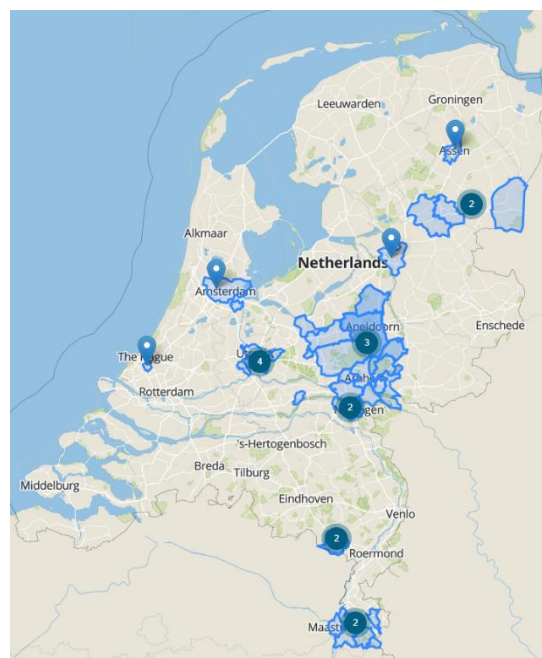 Groningen
Leeuwarden
Assen
2
Alkmaar
Netherlands
Amsterdam
Apeldoorn
Enschede
3
The Hague
4
Rotterdam
2
's-Hertogenbosch
Breda
Tilburg
Middelburg
Eindhoven
Venlo
2
Roermond
2